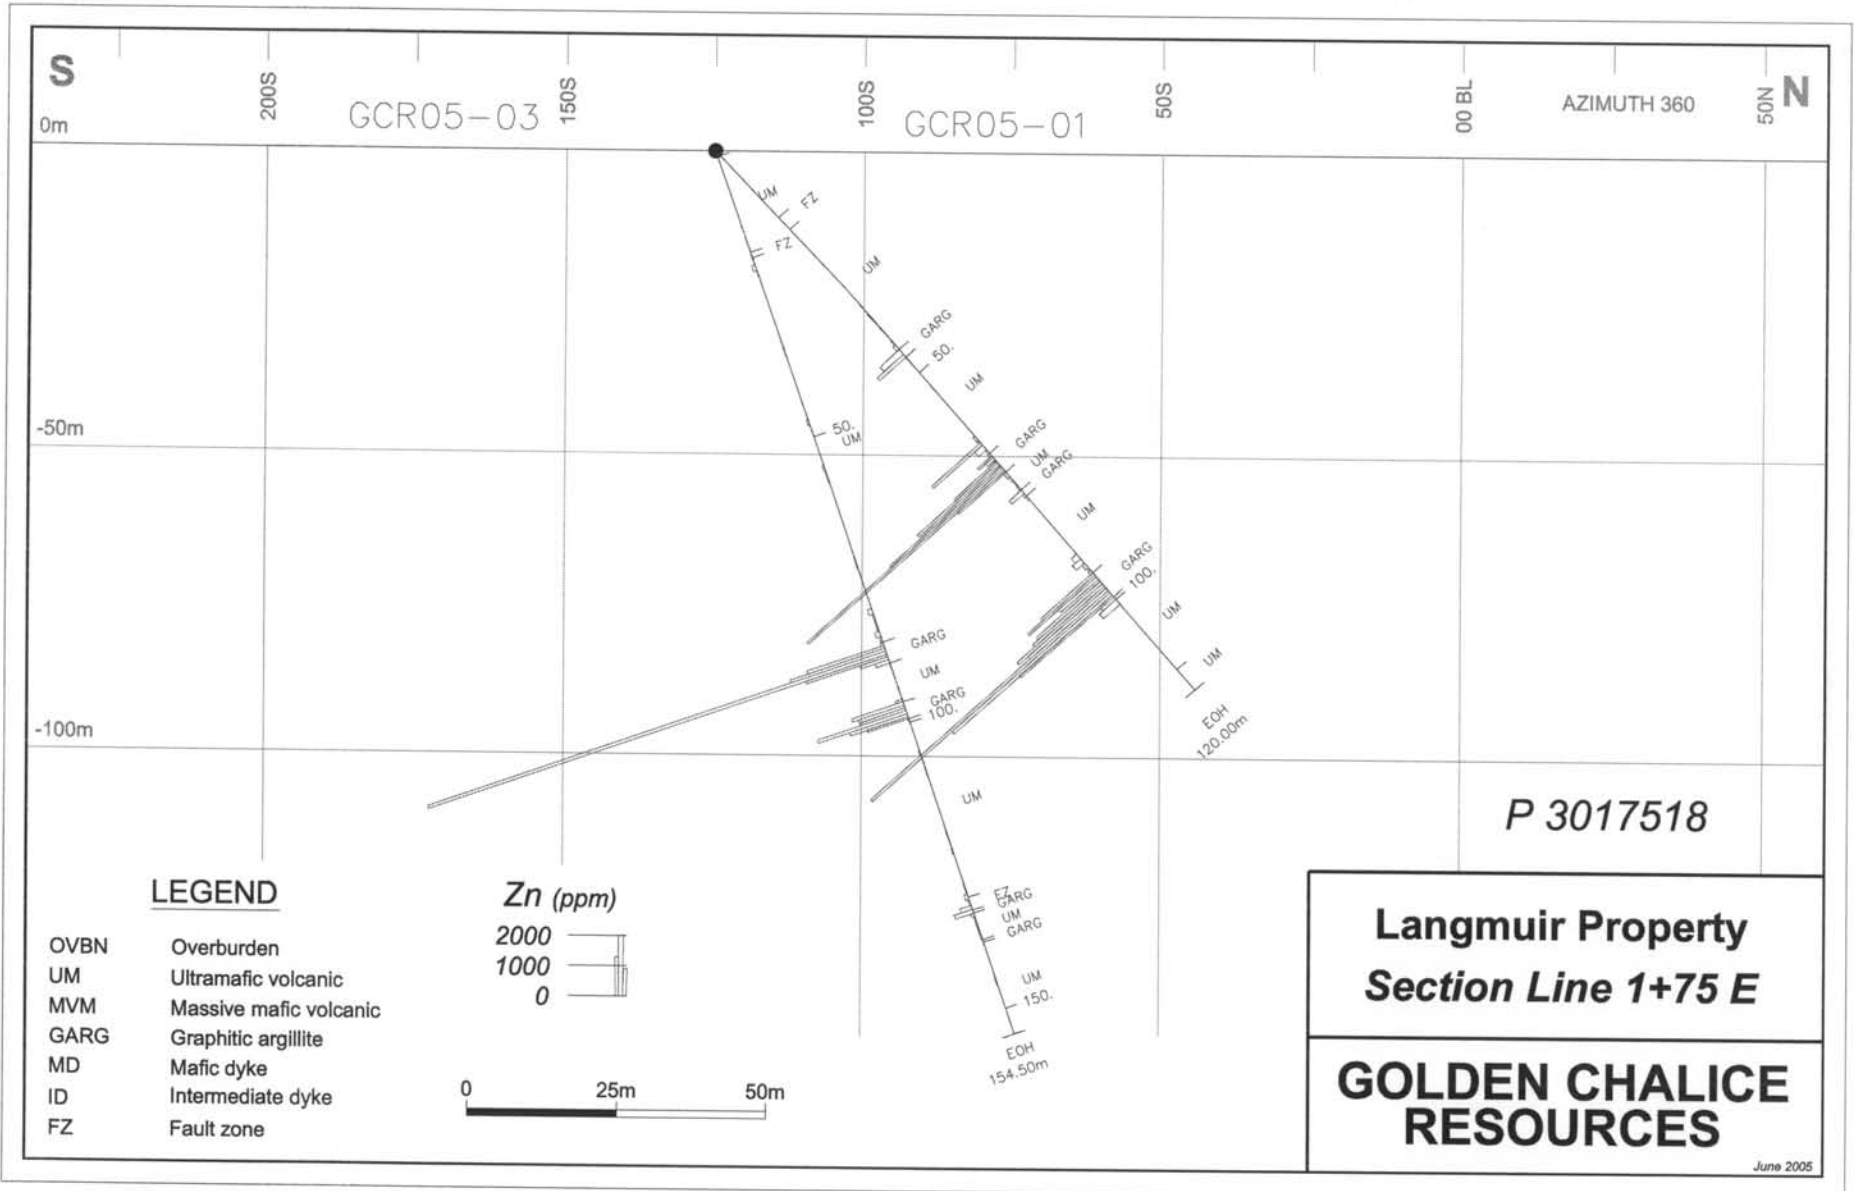 S
200S
150S
100S
50S
00 BL
50N
N
AZIMUTH 360
GCR05-03
GCR05-01
0m
-50m
-100m
UM
FZ
UM
GARG
50.
UM
GARG
UM
GARG
UM
GARG
100.
UM
UM
EOH
120.00m
FZ
50.
UM
GARG
UM
GARG
100.
UM
FZ
GARG
UM
GARG
UM
150.
EOH
154.50m
P 3017518
LEGEND
OVBN Overburden
UM Ultramafic volcanic
MVM Massive mafic volcanic
GARG Graphitic argillite
MD Mafic dyke
ID Intermediate dyke
FZ Fault zone
Zn (ppm)
2000
1000
0
0 25m 50m
Langmuir Property
Section Line 1+75 E
GOLDEN CHALICE
RESOURCES
June 2005